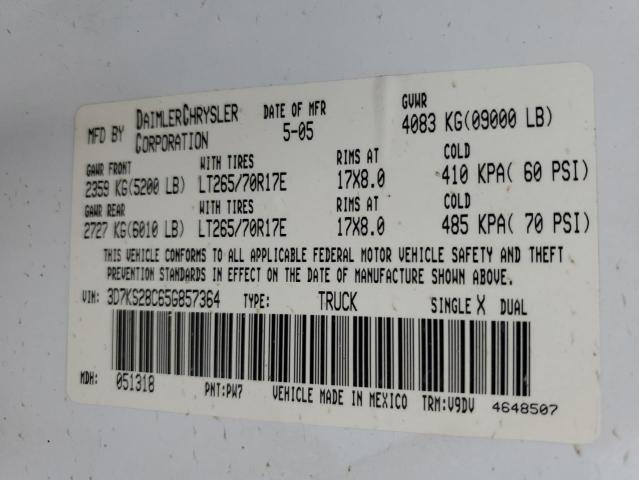 MFD BY DAIMLERCHRYSLER CORPORATION DATE OF MFR 5-05 GVWR 4083 KG(09000 LB)
GAWR FRONT WITH TIRES RIMS AT COLD
2359 KG(5200 LB) LT265/70R17E 17X8.0 410 KPA( 60 PSI)
GAWR REAR WITH TIRES RIMS AT COLD
2727 KG(6010 LB) LT265/70R17E 17X8.0 485 KPA( 70 PSI)
THIS VEHICLE CONFORMS TO ALL APPLICABLE FEDERAL MOTOR VEHICLE SAFETY AND THEFT
PREVENTION STANDARDS IN EFFECT ON THE DATE OF MANUFACTURE SHOWN ABOVE.
VIN: 3D7KS28C65G857364 TYPE: TRUCK SINGLE X DUAL
MDH: 051318 PNT:PW7 VEHICLE MADE IN MEXICO TRM:V9DV 4648507